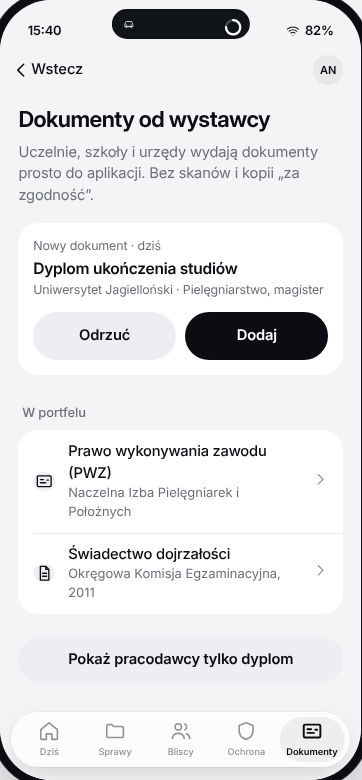 15:40
82%
Wstecz
AN
Dokumenty od wystawcy
Uczelnie, szkoły i urzędy wydają dokumenty
prosto do aplikacji. Bez skanów i kopii „za
zgodność”.
Nowy dokument · dziś
Dyplom ukończenia studiów
Uniwersytet Jagielloński · Pielęgniarstwo, magister
Odrzuć
Dodaj
W portfelu
Prawo wykonywania zawodu
(PWZ)
Naczelna Izba Pielęgniarek i
Położnych
Świadectwo dojrzałości
Okręgowa Komisja Egzaminacyjna,
2011
Pokaż pracodawcy tylko dyplom
Dziś
Sprawy
Bliscy
Ochrona
Dokumenty